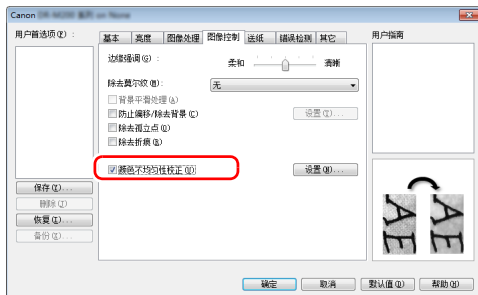 Canon DR-M260 系列 on None
用户首选项(P):
基本 亮度 图像处理 图像控制 送纸 错误检测 其它
用户指南
边缘强调(G):
柔和 清晰
除去莫尔纹(M):
无
背景平滑处理(A)
防止偏移/除去背景(C)
设置(T)...
除去孤立点(O)
除去折痕(R)
颜色不均匀性校正(U)
设置(N)...
保存(E)...
删除(J)
恢复(E)...
备份(K)...
AE
AE
确定
取消
默认值(D)
帮助(H)